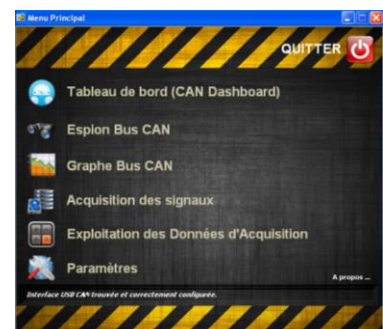 Menu Principal
QUITTER
Tableau de bord (CAN Dashboard)
Espion Bus CAN
Graphe Bus CAN
Acquisition des signaux
Exploitation des Données d'Acquisition
Paramètres
A propos ...
Interface USB CAN trouvée et correctement configurée.